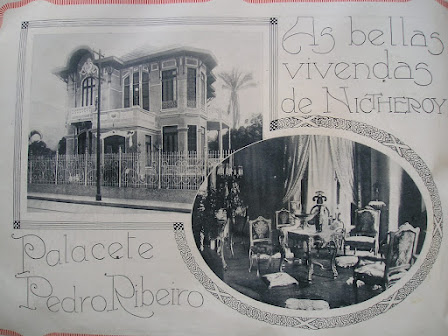 As bellas
vivendas
de Nictheroy
Palacete
Pedro Ribeiro